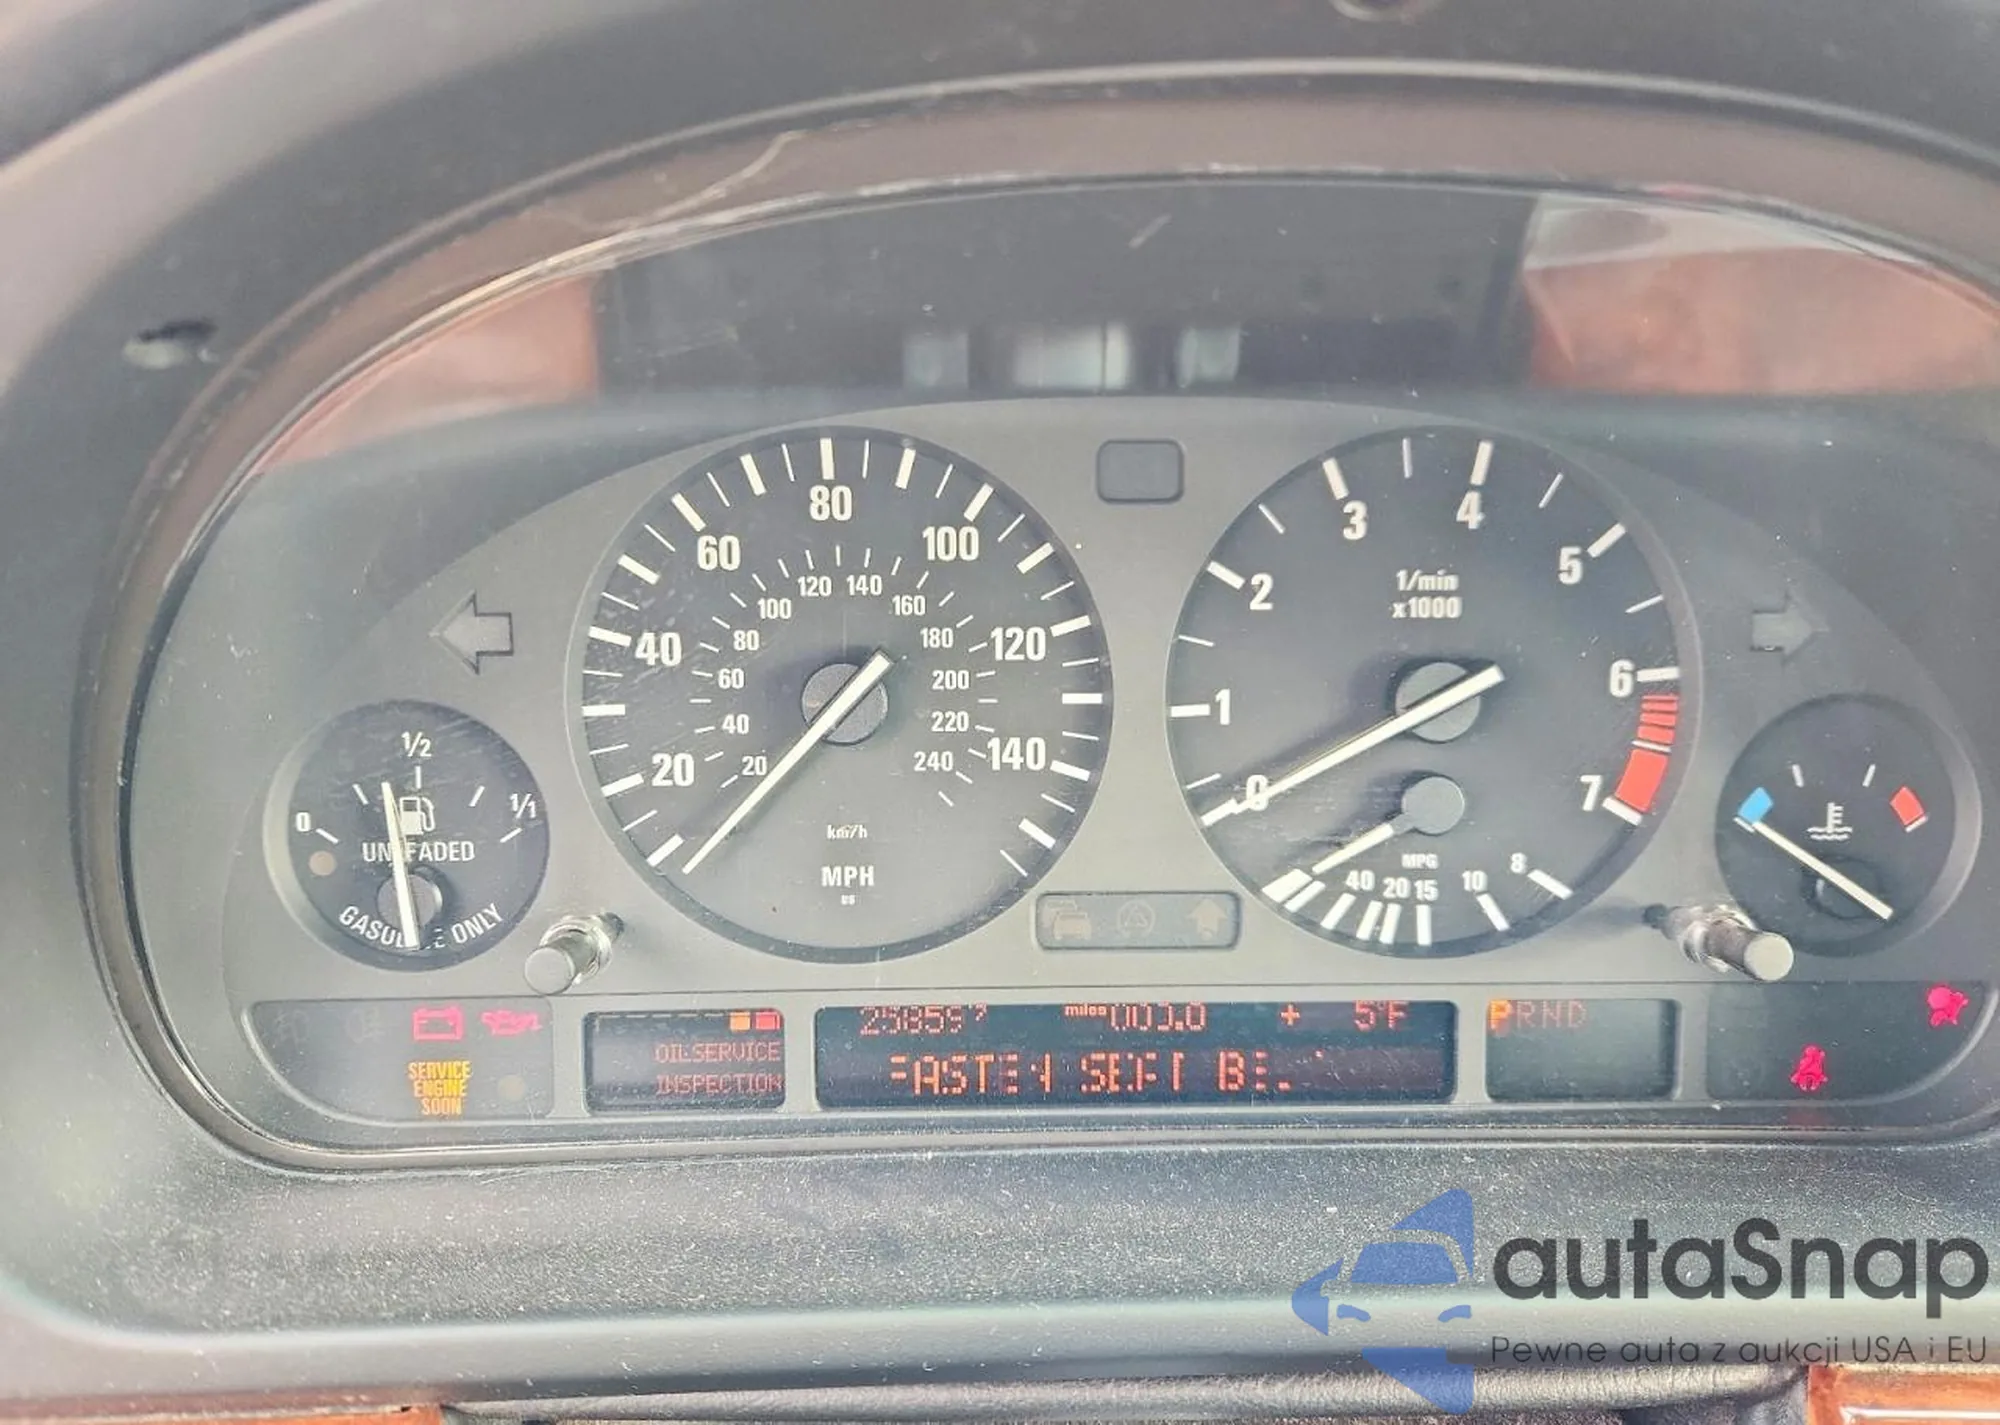 80
60
100
120
140
100
160
40
80
180
120
60
200
40
220
20
20
240
140
km/h
MPH
us
3
4
2
5
1/min
x1000
1
6
0
7
MPG
40 20 15 10 8
1/2
0
1/1
UNLEADED
GASOLINE ONLY
SERVICE
ENGINE
SOON
OILSERVICE
INSPECTION
miles
+ 5°F
FASTEN SEAT BE
PRND
autaSnap
Pewne auta z aukcji USA i EU